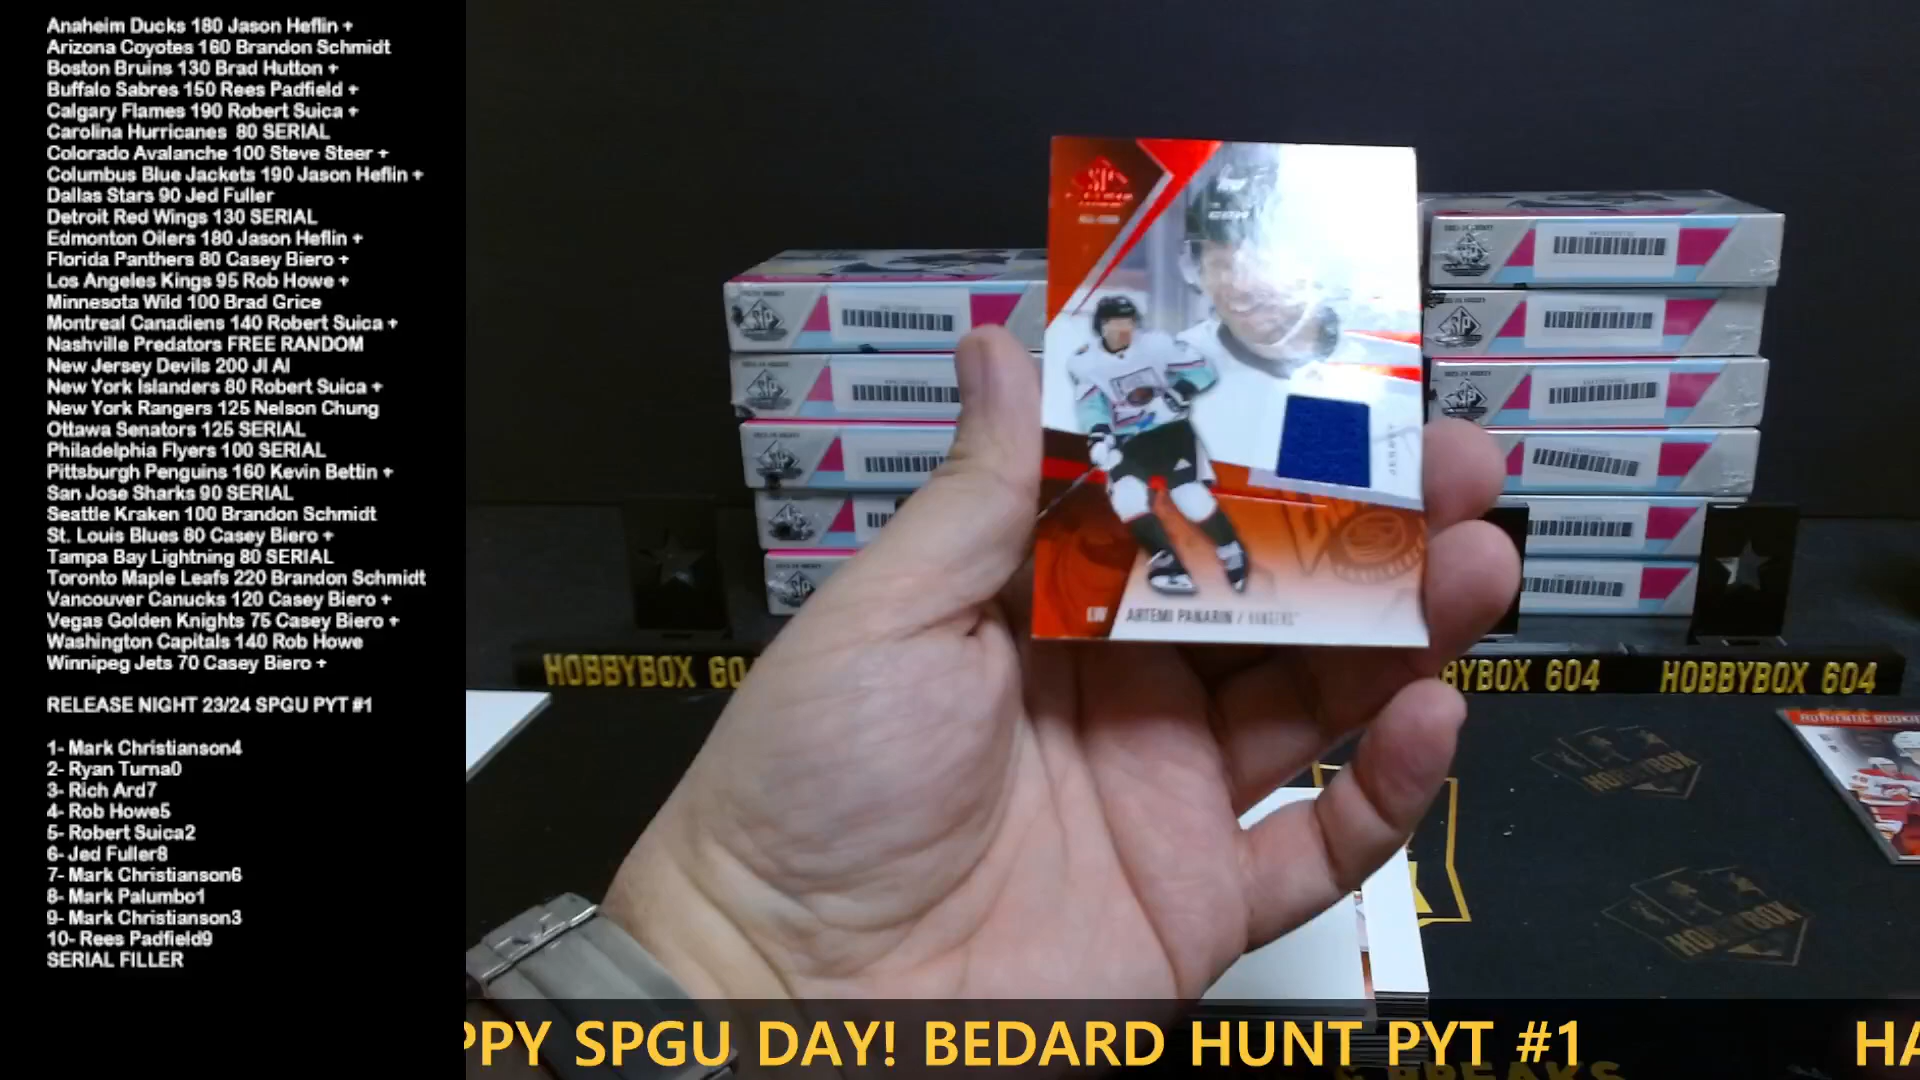 Anaheim Ducks 180 Jason Heflin +
Arizona Coyotes 160 Brandon Schmidt
Boston Bruins 130 Brad Hutton +
Buffalo Sabres 150 Rees Padfield +
Calgary Flames 190 Robert Suica +
Carolina Hurricanes 80 SERIAL
Colorado Avalanche 100 Steve Steer +
Columbus Blue Jackets 190 Jason Heflin +
Dallas Stars 90 Jed Fuller
Detroit Red Wings 130 SERIAL
Edmonton Oilers 180 Jason Heflin +
Florida Panthers 80 Casey Biero +
Los Angeles Kings 95 Rob Howe +
Minnesota Wild 100 Brad Grice
Montreal Canadiens 140 Robert Suica +
Nashville Predators FREE RANDOM
New Jersey Devils 200 JI AI
New York Islanders 80 Robert Suica +
New York Rangers 125 Nelson Chung
Ottawa Senators 125 SERIAL
Philadelphia Flyers 100 SERIAL
Pittsburgh Penguins 160 Kevin Bettin +
San Jose Sharks 90 SERIAL
Seattle Kraken 100 Brandon Schmidt
St. Louis Blues 80 Casey Biero +
Tampa Bay Lightning 80 SERIAL
Toronto Maple Leafs 220 Brandon Schmidt
Vancouver Canucks 120 Casey Biero +
Vegas Golden Knights 75 Casey Biero +
Washington Capitals 140 Rob Howe
Winnipeg Jets 70 Casey Biero +
RELEASE NIGHT 23/24 SPGU PYT #1
1- Mark Christianson4
2- Ryan Turna0
3- Rich Ard7
4- Rob Howe5
5- Robert Suica2
6- Jed Fuller8
7- Mark Christianson6
8- Mark Palumbo1
9- Mark Christianson3
10- Rees Padfield9
SERIAL FILLER
SP
CCM
JERSEY
LW ARTEMI PANARIN / RANGERS
HOBBYBOX 60
YBOX 604
HOBBYBOX 604
AUTHENTIC ROOKIE
HOBBYBOX
HOBBYBOX
PPY SPGU DAY! BEDARD HUNT PYT #1
HA
BREAKS